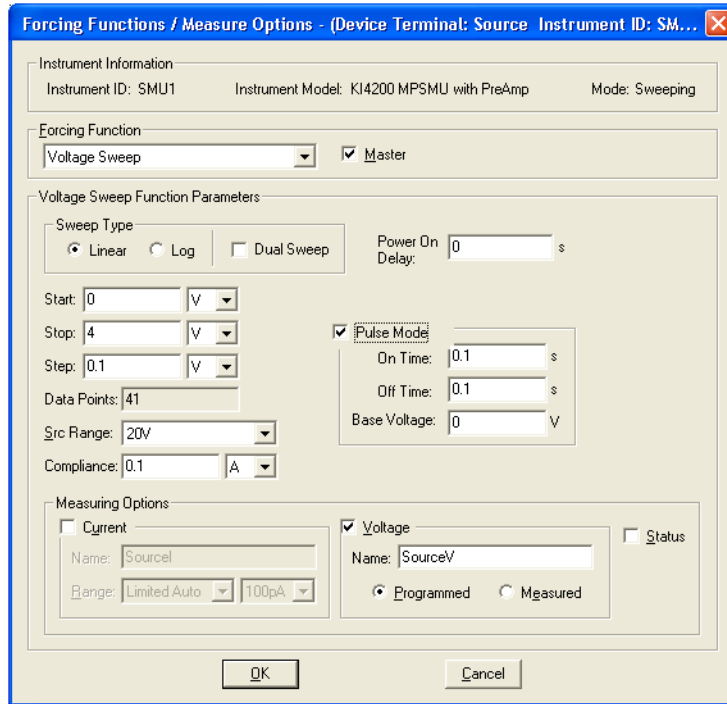 Forcing Functions / Measure Options - (Device Terminal: Source Instrument ID: SM...
Instrument Information
Instrument ID: SMU1 Instrument Model: KI4200 MPSMU with PreAmp Mode: Sweeping
Forcing Function
Voltage Sweep Master
Voltage Sweep Function Parameters
Sweep Type
Linear Log Dual Sweep
Power On Delay: 0 s
Start: 0 V
Stop: 4 V
Step: 0.1 V
Data Points: 41
Src Range: 20V
Compliance: 0.1 A
Pulse Mode
On Time: 0.1 s
Off Time: 0.1 s
Base Voltage: 0 V
Measuring Options
Current
Name: SourceI
Range: Limited Auto 100pA
Voltage
Name: SourceV
Programmed Measured
Status
OK Cancel